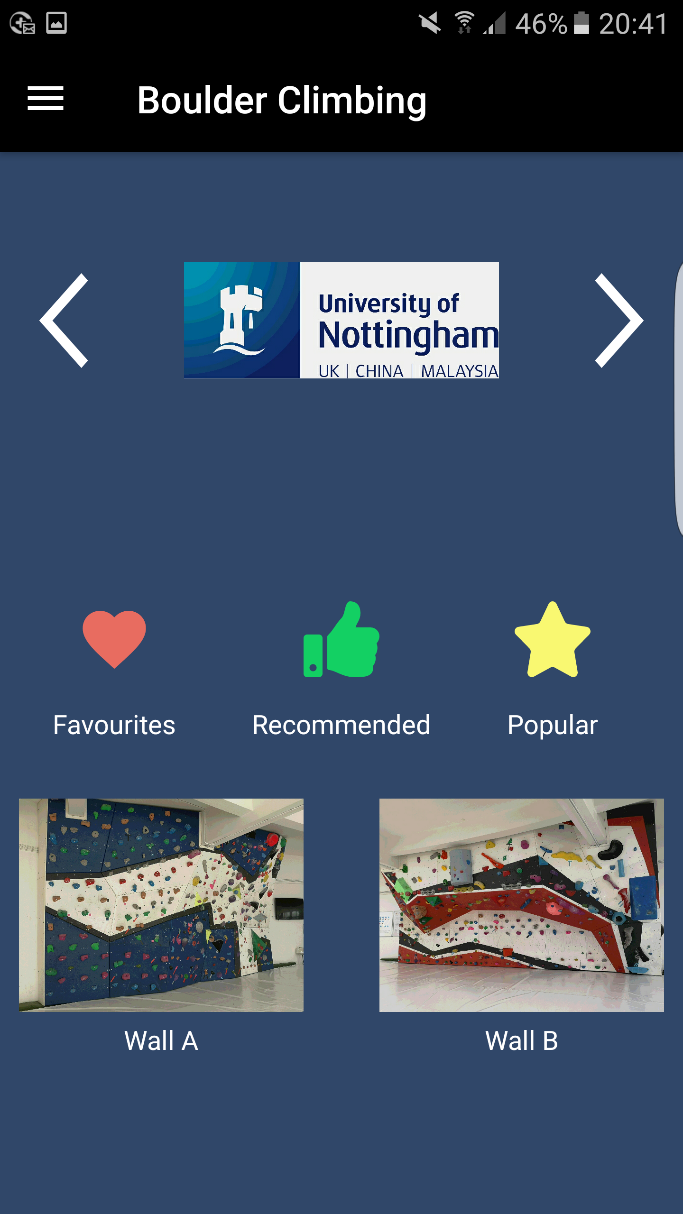 46% 20:41
Boulder Climbing
University of
Nottingham
UK | CHINA | MALAYSIA
Favourites
Recommended
Popular
Wall A
Wall B